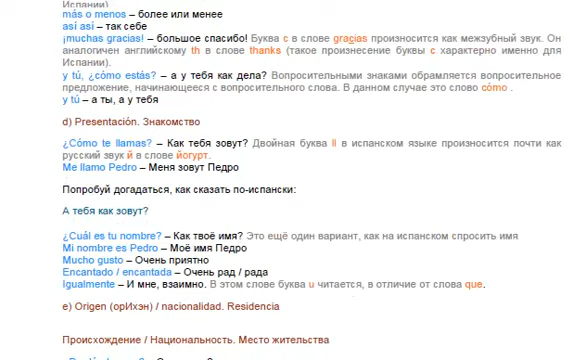 Испании)
más o menos – более или менее
así así – так себе
¡muchas gracias! – большое спасибо! Буква c в слове gracias произносится как межзубный звук. Он
аналогичен английскому th в слове thanks (такое произнесение буквы c характерно именно для
Испании).
y tú, ¿cómo estás? – а у тебя как дела? Вопросительными знаками обрамляется вопросительное
предложение, начинающееся с вопросительного слова. В данном случае это слово cómo .
y tú – а ты, а у тебя
d) Presentación. Знакомство
¿Cómo te llamas? – Как тебя зовут? Двойная буква ll в испанском языке произносится почти как
русский звук й в слове йогурт.
Me llamo Pedro – Меня зовут Педро
Попробуй догадаться, как сказать по-испански:
А тебя как зовут?
¿Cuál es tu nombre? – Как твоё имя? Это ещё один вариант, как на испанском спросить имя
Mi nombre es Pedro – Моё имя Педро
Mucho gusto – Очень приятно
Encantado / encantada – Очень рад / рада
Igualmente – И мне, взаимно. В этом слове буква u читается, в отличие от слова que.
e) Origen (орИхэн) / nacionalidad. Residencia
Происхождение / Национальность. Место жительства